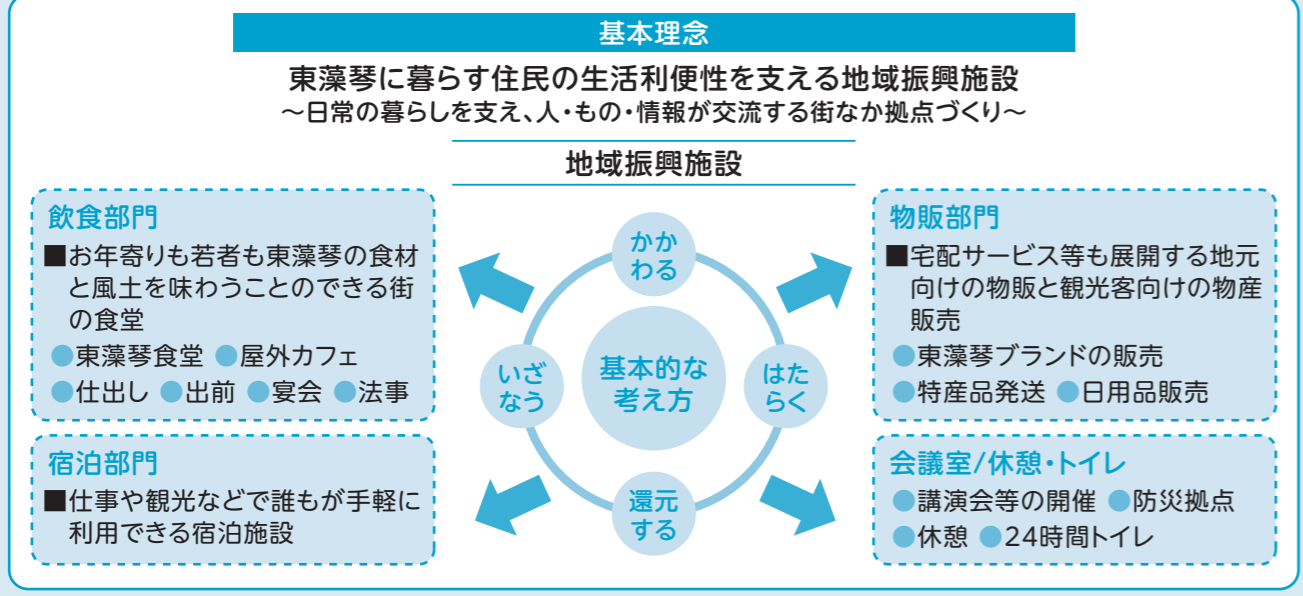 基本理念
東藻琴に暮らす住民の生活利便性を支える地域振興施設
～日常の暮らしを支え、人・もの・情報が交流する街なか拠点づくり～
地域振興施設
飲食部門
■お年寄りも若者も東藻琴の食材
と風土を味わうことのできる街
の食堂
●東藻琴食堂 ●屋外カフェ
●仕出し ●出前 ●宴会 ●法事
宿泊部門
■仕事や観光などで誰もが手軽に
利用できる宿泊施設
かか
わる
いざ
なう
基本的な
考え方
はた
らく
還元
する
物販部門
■宅配サービス等も展開する地元
向けの物販と観光客向けの物産
販売
●東藻琴ブランドの販売
●特産品発送 ●日用品販売
会議室/休憩・トイレ
●講演会等の開催 ●防災拠点
●休憩 ●24時間トイレ